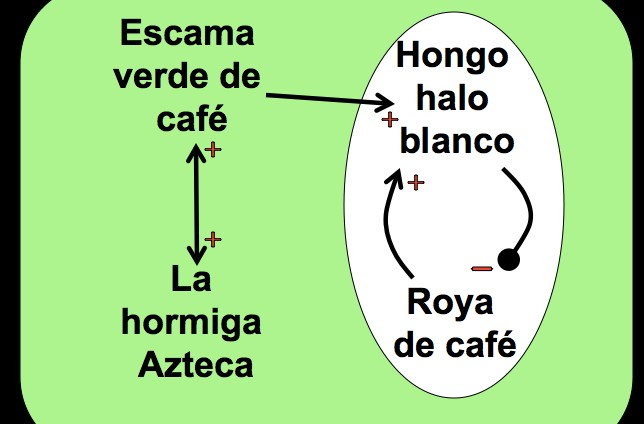 Escama
verde de
café
+
+
La
hormiga
Azteca
Hongo
halo
blanco
+
+
−
Roya
de café